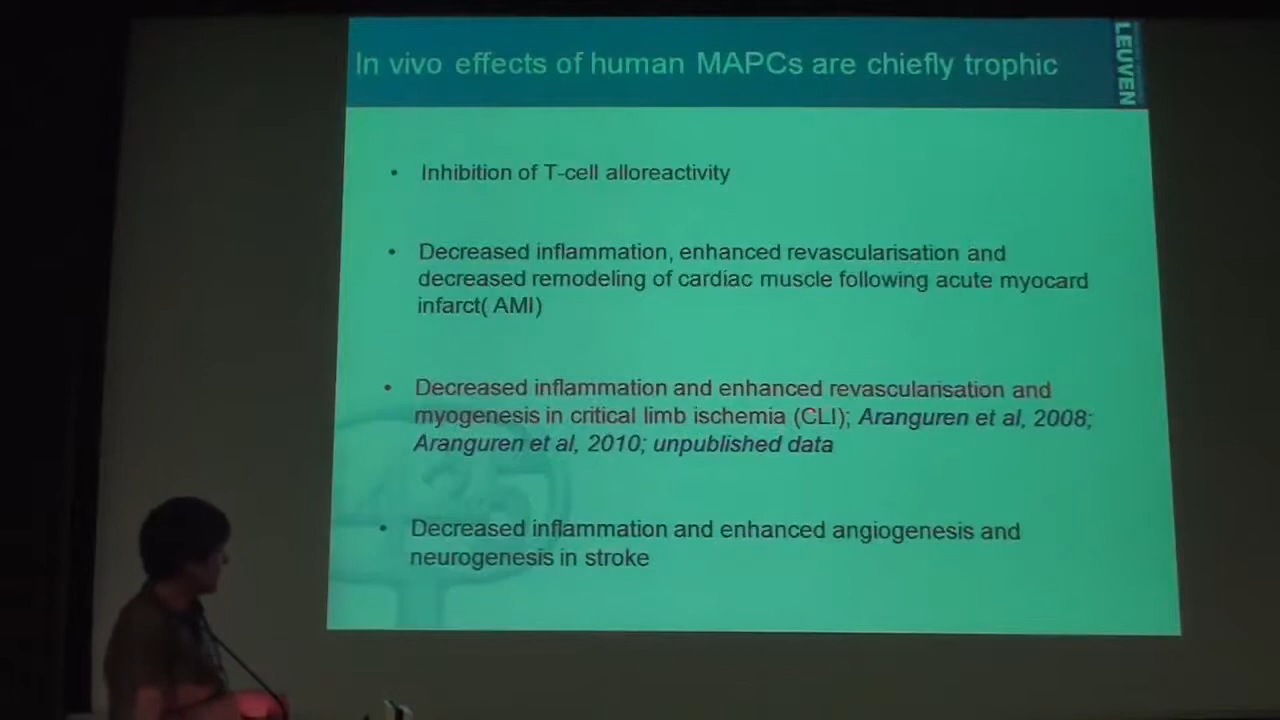 In vivo effects of human MAPCs are chiefly trophic
LEUVEN
• Inhibition of T-cell alloreactivity
• Decreased inflammation, enhanced revascularisation and
decreased remodeling of cardiac muscle following acute myocard
infarct( AMI)
• Decreased inflammation and enhanced revascularisation and
myogenesis in critical limb ischemia (CLI); Aranguren et al, 2008;
Aranguren et al, 2010; unpublished data
• Decreased inflammation and enhanced angiogenesis and
neurogenesis in stroke